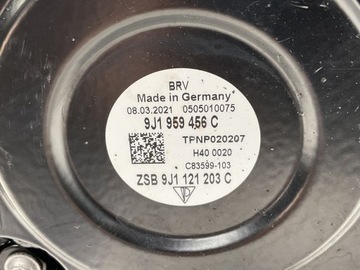 BRV
Made in Germany
08.03.2021 0505010075
9J1 959 456 C
TPNP020207
H40 0020
C83599-103
ZSB 9J1 121 203 C